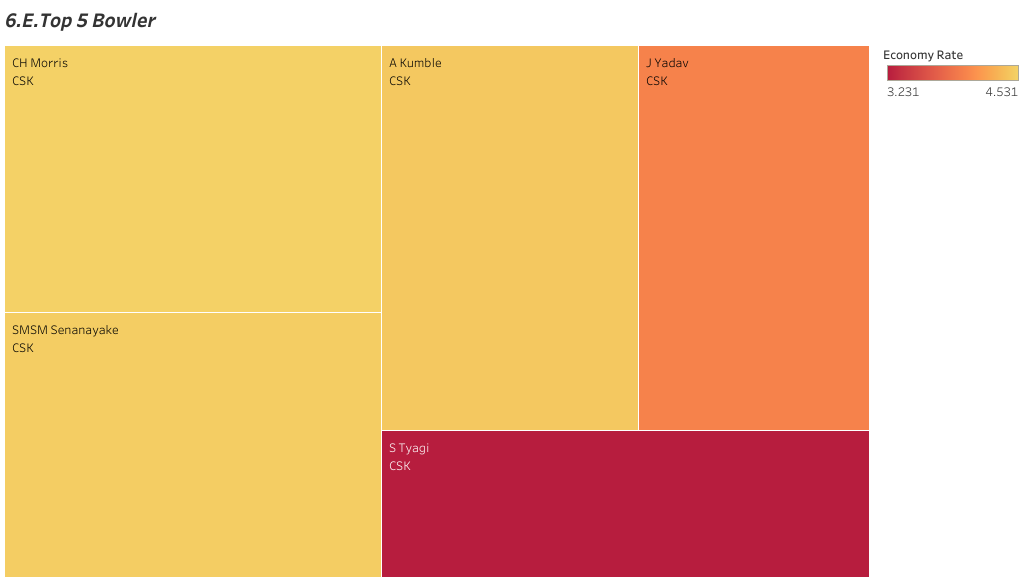 6.E.Top 5 Bowler
CH Morris
CSK
A Kumble
CSK
J Yadav
CSK
Economy Rate
3.231 4.531
SMSM Senanayake
CSK
S Tyagi
CSK